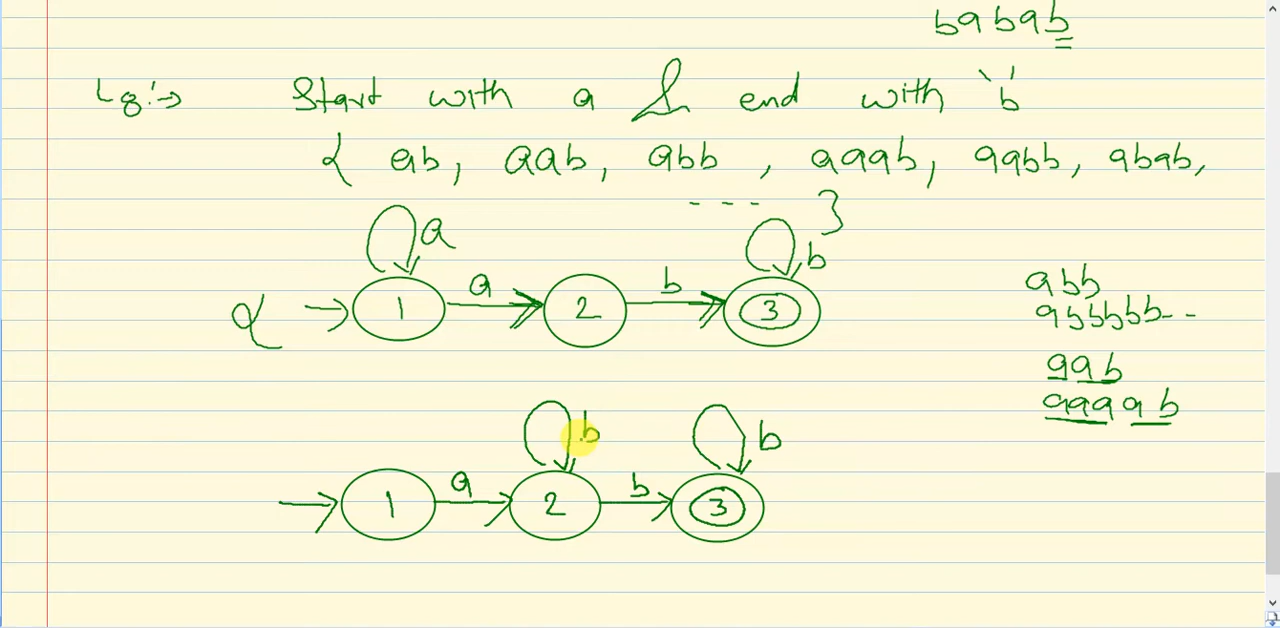 babab
Eg:→ Start with a & end with 'b'
{ ab, aab, abb, aaab, aabb, abab,
- - - }
a b
a b
1 2 3
abb
abbbbbb- -
aab
aaaab
b b
a b
1 2 3